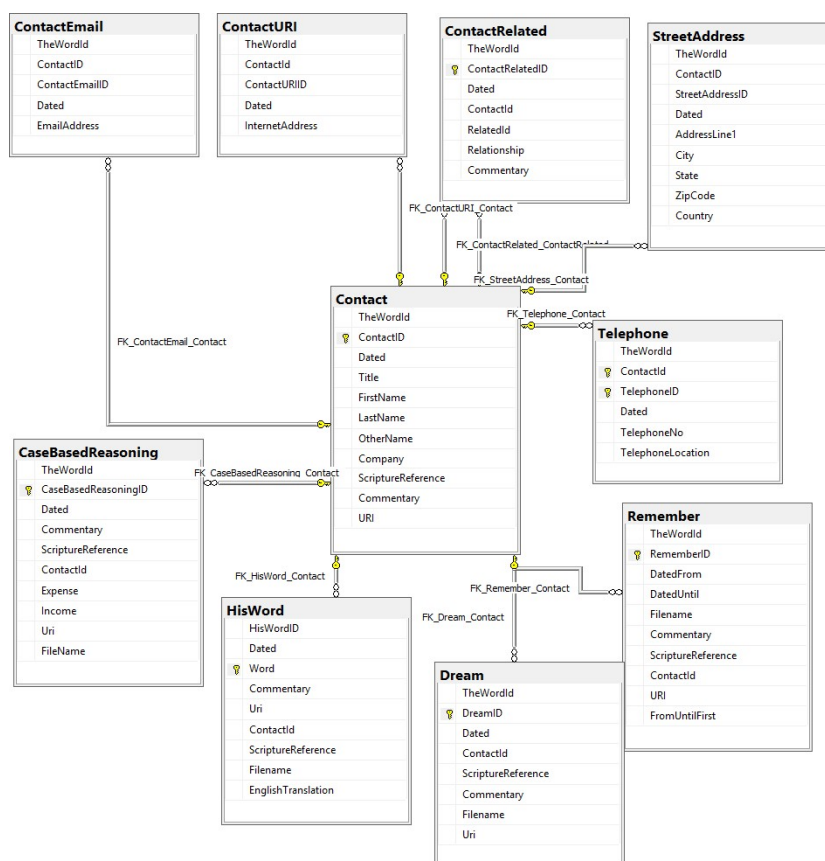 ContactEmail
TheWordId
ContactID
ContactEmailID
Dated
EmailAddress
ContactURI
TheWordId
ContactId
ContactURIID
Dated
InternetAddress
ContactRelated
TheWordId
ContactRelatedID
Dated
ContactId
RelatedId
Relationship
Commentary
StreetAddress
TheWordId
ContactID
StreetAddressID
Dated
AddressLine1
City
State
ZipCode
Country
FK_ContactURI_Contact
FK_ContactRelated_ContactRelated
FK_StreetAddress_Contact
FK_Telephone_Contact
FK_ContactEmail_Contact
Contact
TheWordId
ContactID
Dated
Title
FirstName
LastName
OtherName
Company
ScriptureReference
Commentary
URI
Telephone
TheWordId
ContactId
TelephoneID
Dated
TelephoneNo
TelephoneLocation
CaseBasedReasoning
TheWordId
CaseBasedReasoningID
Dated
Commentary
ScriptureReference
ContactId
Expense
Income
Uri
FileName
FK_CaseBasedReasoning_Contact
FK_HisWord_Contact
FK_Remember_Contact
FK_Dream_Contact
Remember
TheWordId
RememberID
DatedFrom
DatedUntil
Filename
Commentary
ScriptureReference
ContactId
URI
FromUntilFirst
HisWord
HisWordID
Dated
Word
Commentary
Uri
ContactId
ScriptureReference
Filename
EnglishTranslation
Dream
TheWordId
DreamID
Dated
ContactId
ScriptureReference
Commentary
Filename
Uri